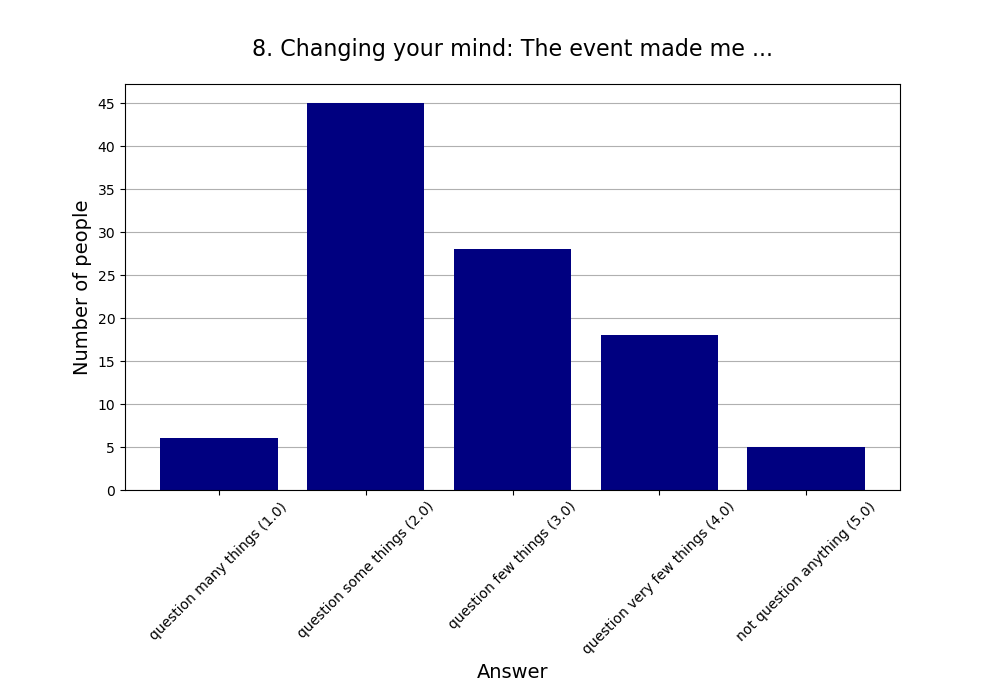 8. Changing your mind: The event made me ...
Number of people
45
40
35
30
25
20
15
10
5
0
question many things (1.0)
question some things (2.0)
question few things (3.0)
question very few things (4.0)
not question anything (5.0)
Answer